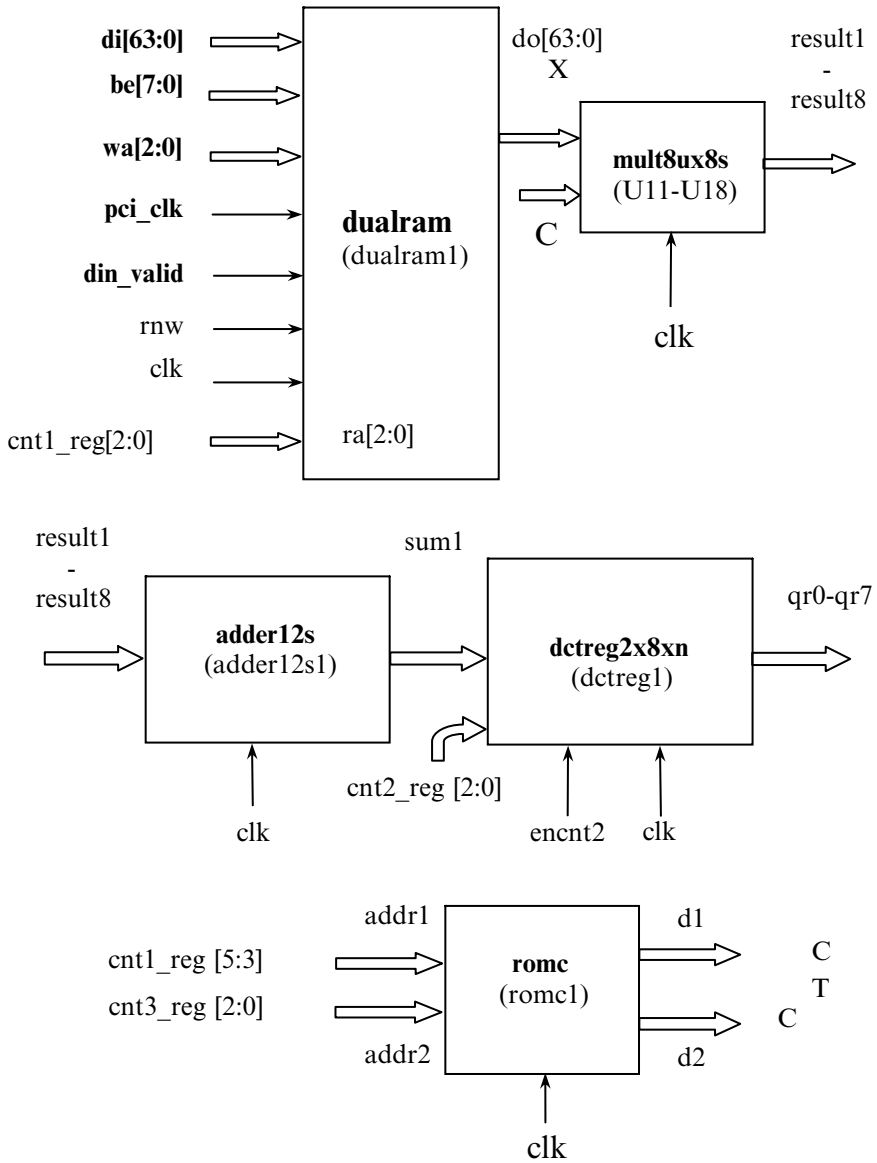 di[63:0]
be[7:0]
wa[2:0]
pci_clk
din_valid
rnw
clk
cnt1_reg[2:0]
dualram
(dualram1)
ra[2:0]
do[63:0]
X
C
mult8ux8s
(U11-U18)
clk
result1
-
result8
result1
-
result8
adder12s
(adder12s1)
clk
sum1
cnt2_reg [2:0]
dctreg2x8xn
(dctreg1)
encnt2
clk
qr0-qr7
cnt1_reg [5:3]
cnt3_reg [2:0]
addr1
addr2
romc
(romc1)
clk
d1
d2
C
T
C